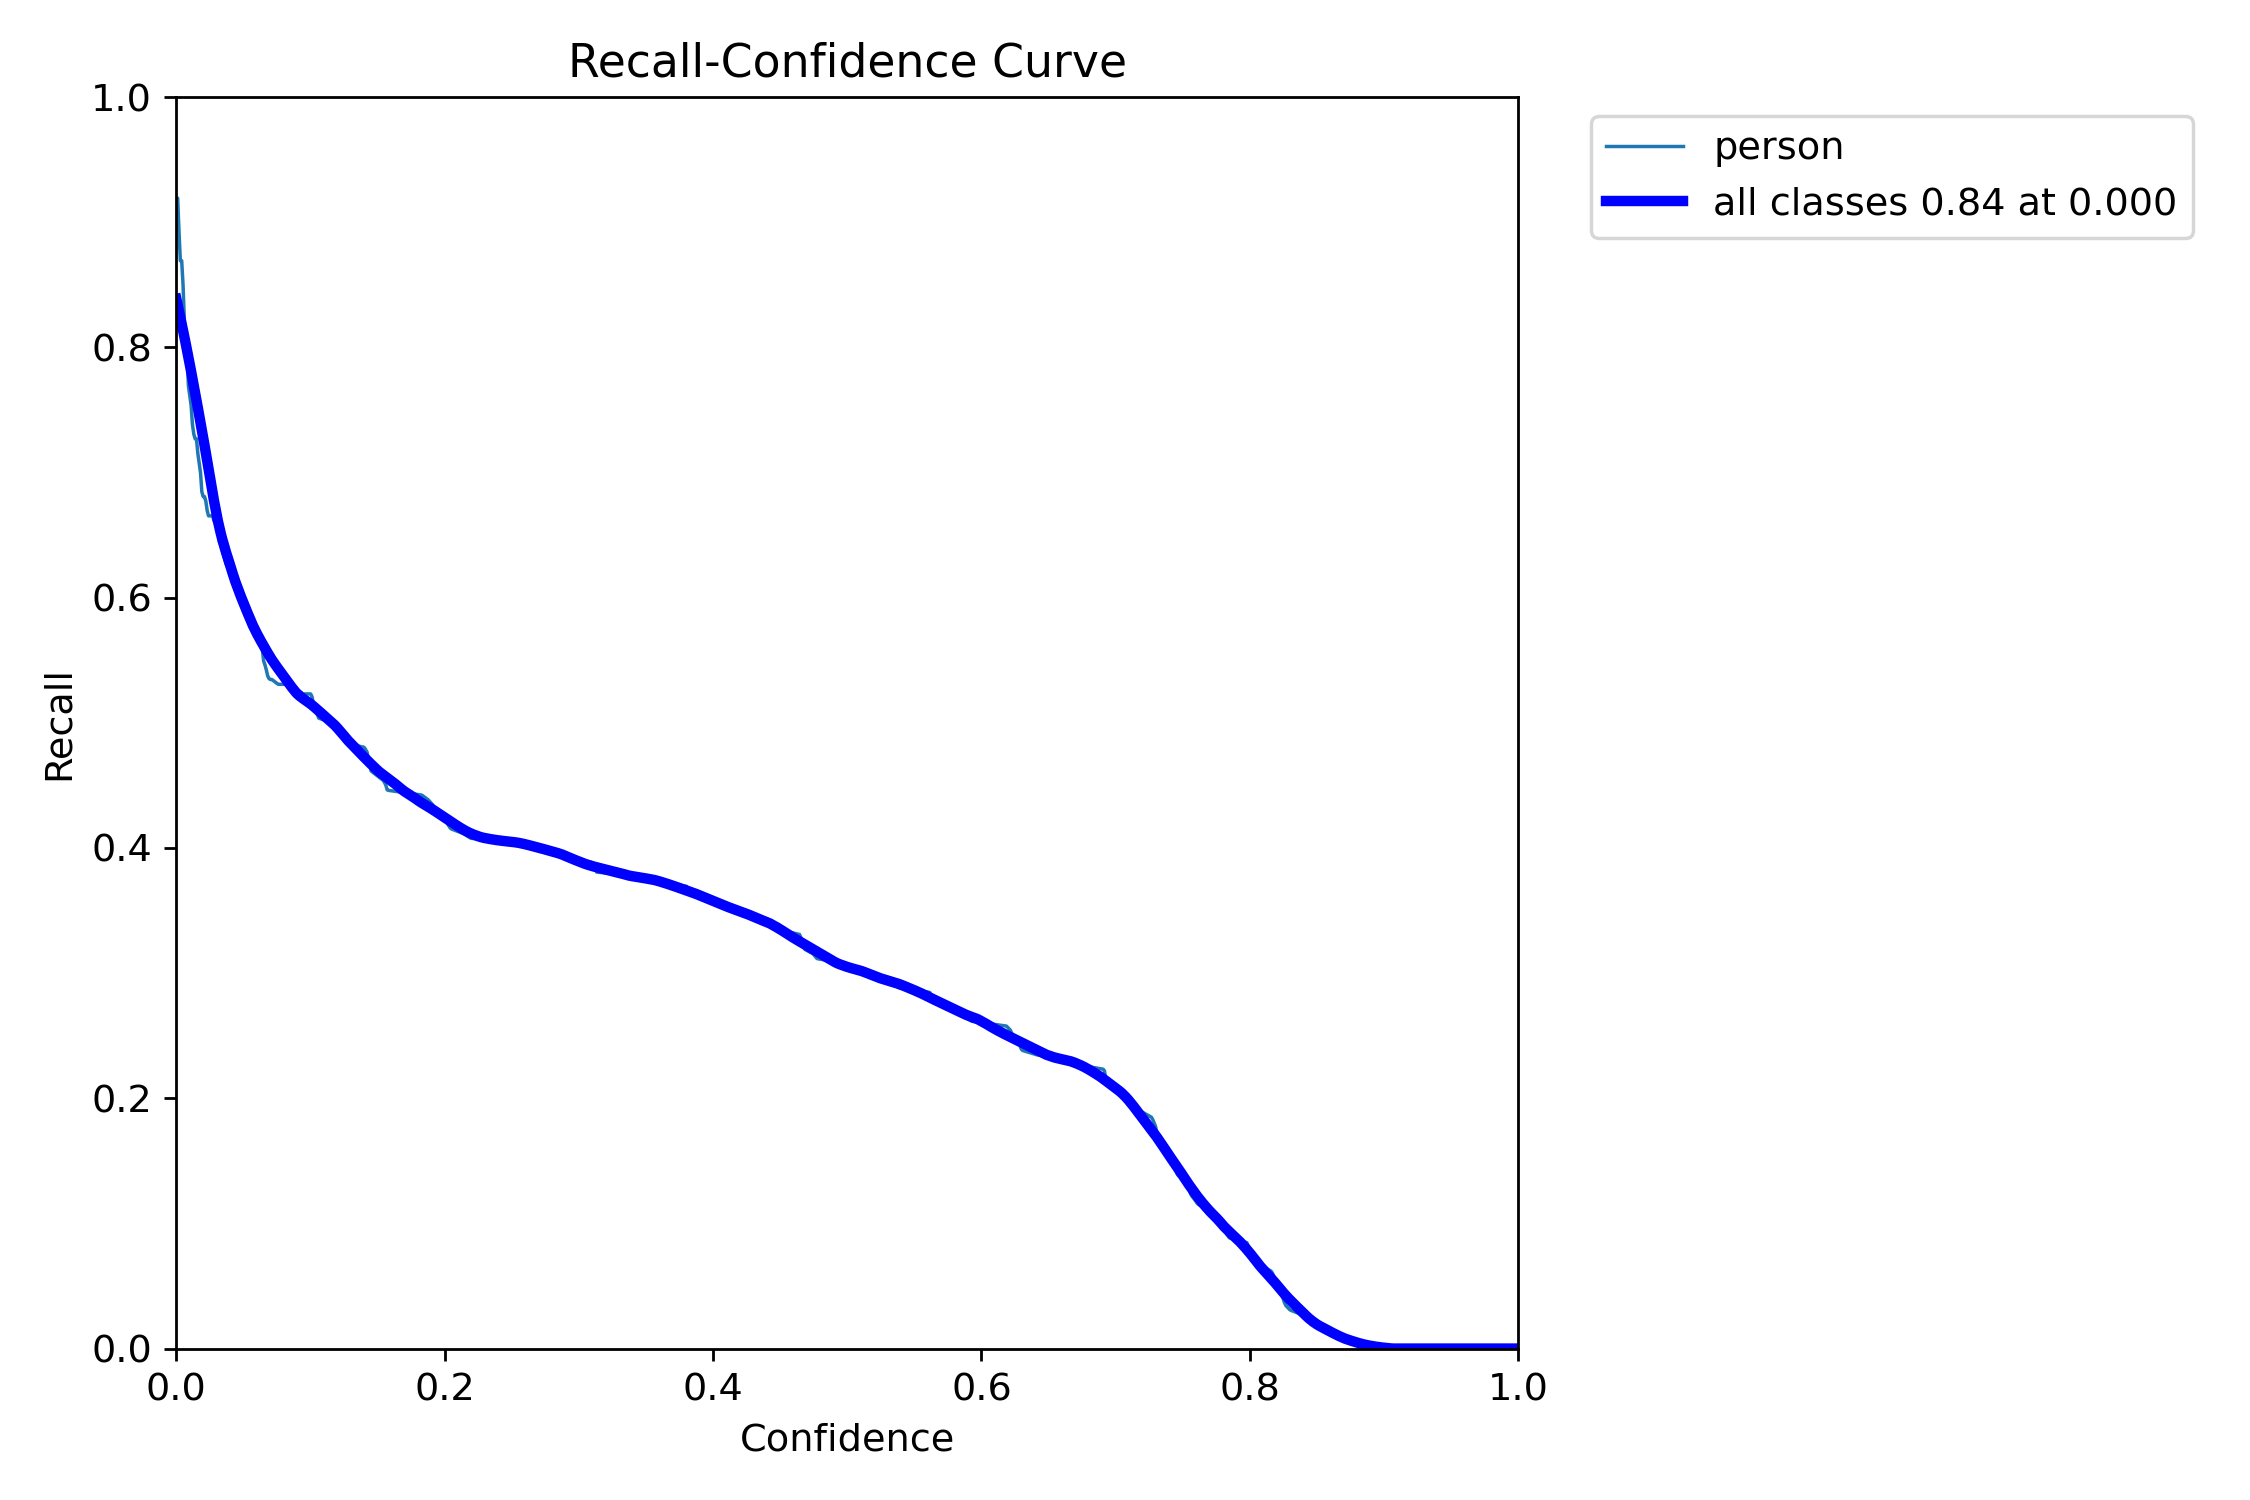 Recall-Confidence Curve
1.0
0.8
0.6
0.4
0.2
0.0
Recall
0.0 0.2 0.4 0.6 0.8 1.0
Confidence
person
all classes 0.84 at 0.000